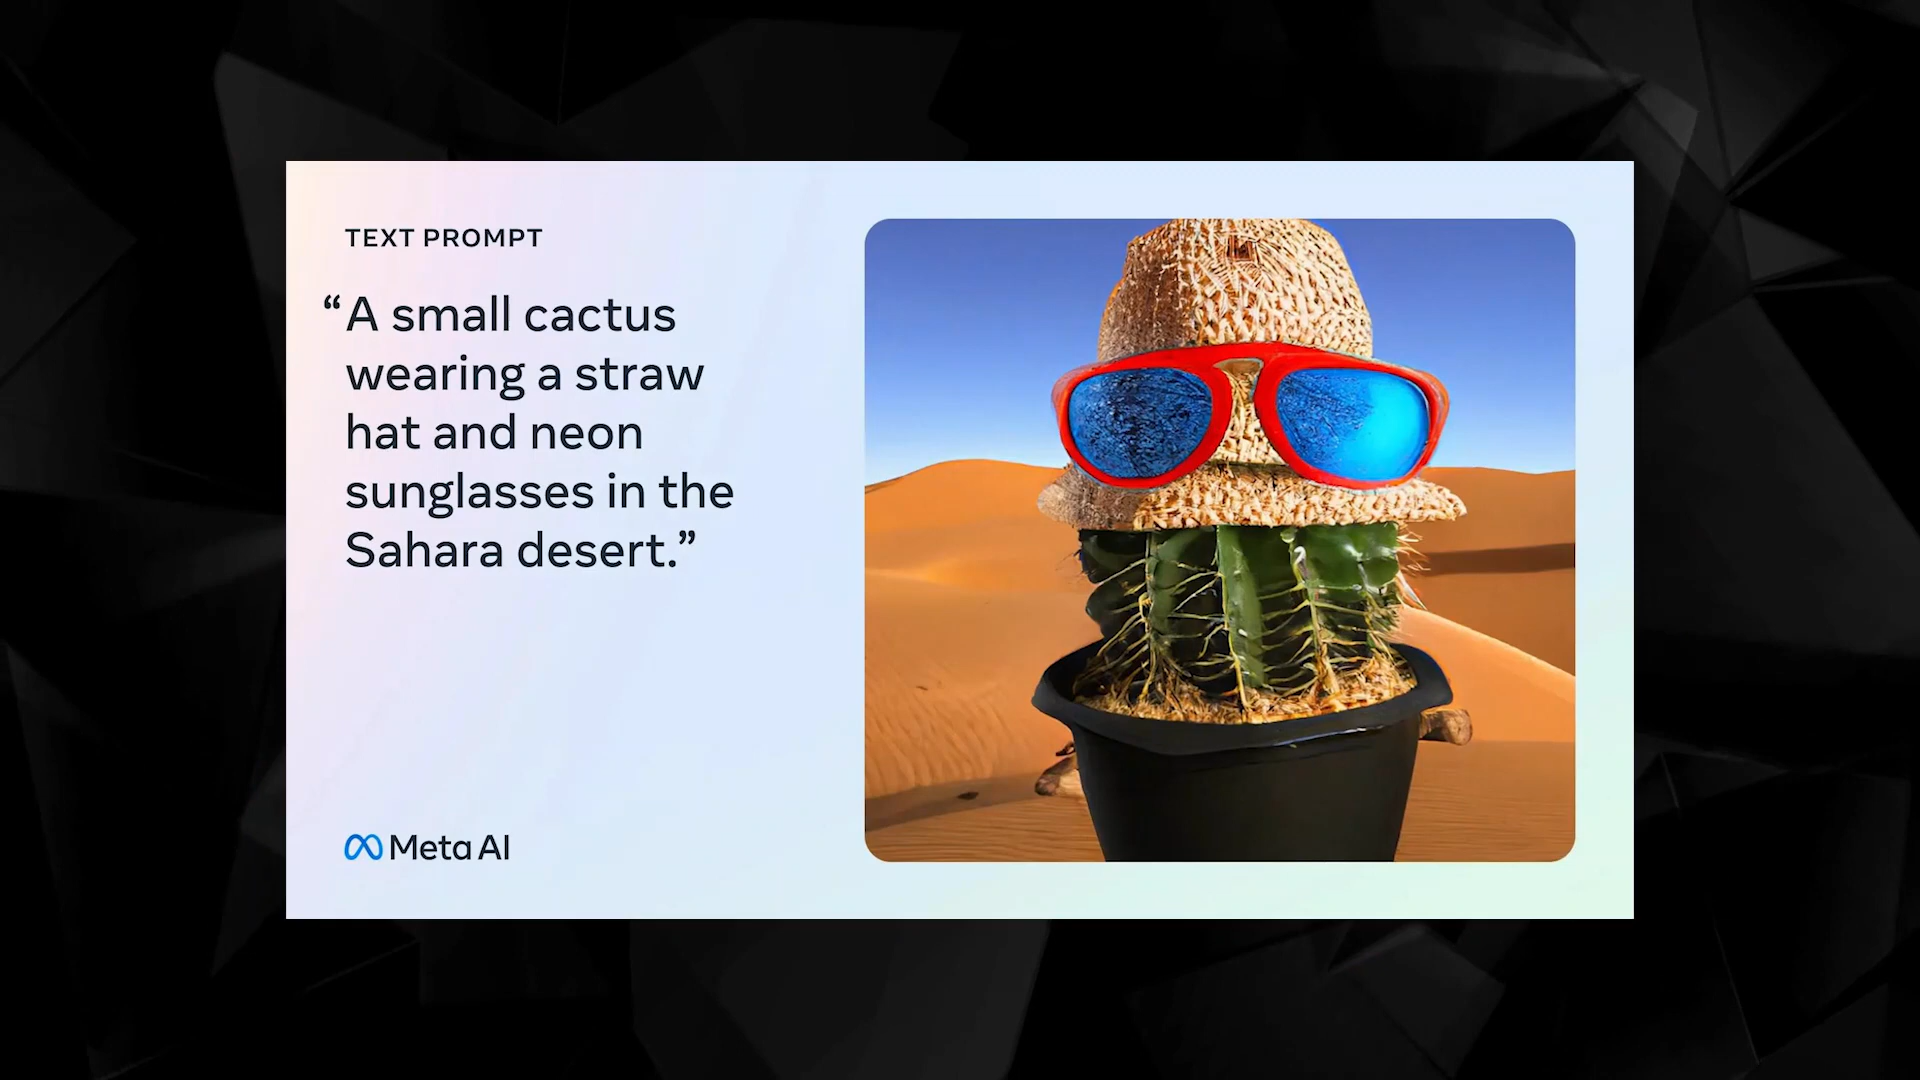 TEXT PROMPT
“A small cactus
wearing a straw
hat and neon
sunglasses in the
Sahara desert.”
Meta AI